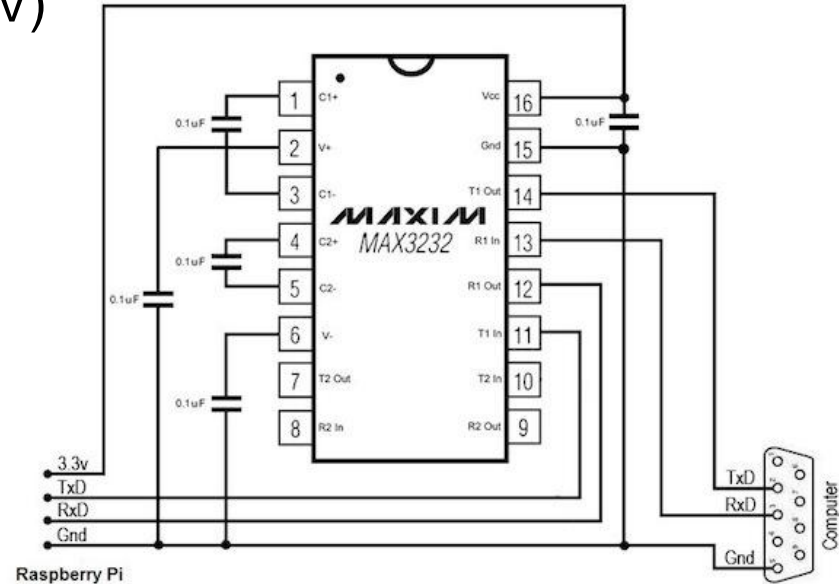 V)
0.1uF
0.1uF
0.1uF
0.1uF
0.1uF
1 C1+
2 V+
3 C1-
4 C2+
5 C2-
6 V-
7 T2 Out
8 R2 In
MAXIM
MAX3232
Vcc 16
Gnd 15
T1 Out 14
R1 In 13
R1 Out 12
T1 In 11
T2 In 10
R2 Out 9
3.3v
TxD
RxD
Gnd
Raspberry Pi
TxD
RxD
Gnd
Computer